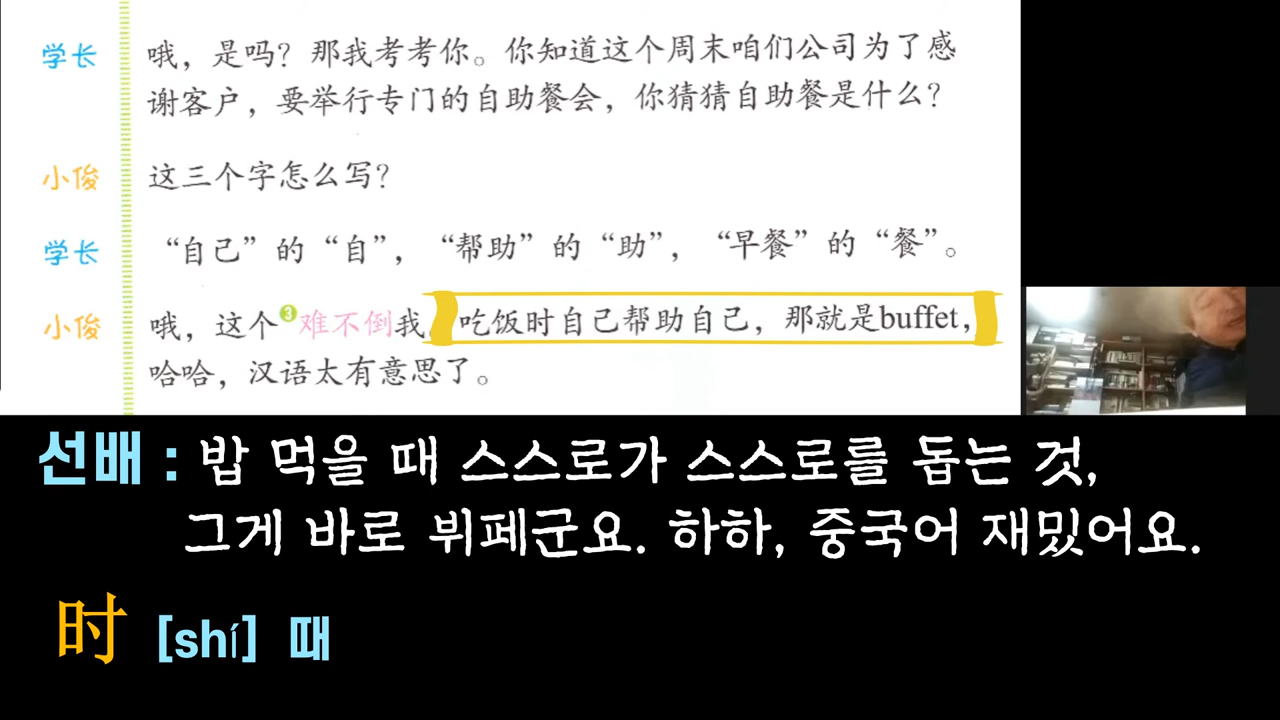 学长 哦，是吗？那我考考你。你知道这个周末咱们公司为了感
谢客户，要举行专门的自助餐会，你猜猜自助餐是什么？
小俊 这三个字怎么写？
学长 “自己”的“自”，“帮助”的“助”，“早餐”的“餐”。
小俊 哦，这个❸难不倒我。吃饭时自己帮助自己，那就是buffet，
哈哈，汉语太有意思了。
선배 : 밥 먹을 때 스스로가 스스로를 돕는 것,
그게 바로 뷔페군요. 하하, 중국어 재밌어요.
时 [shí] 때